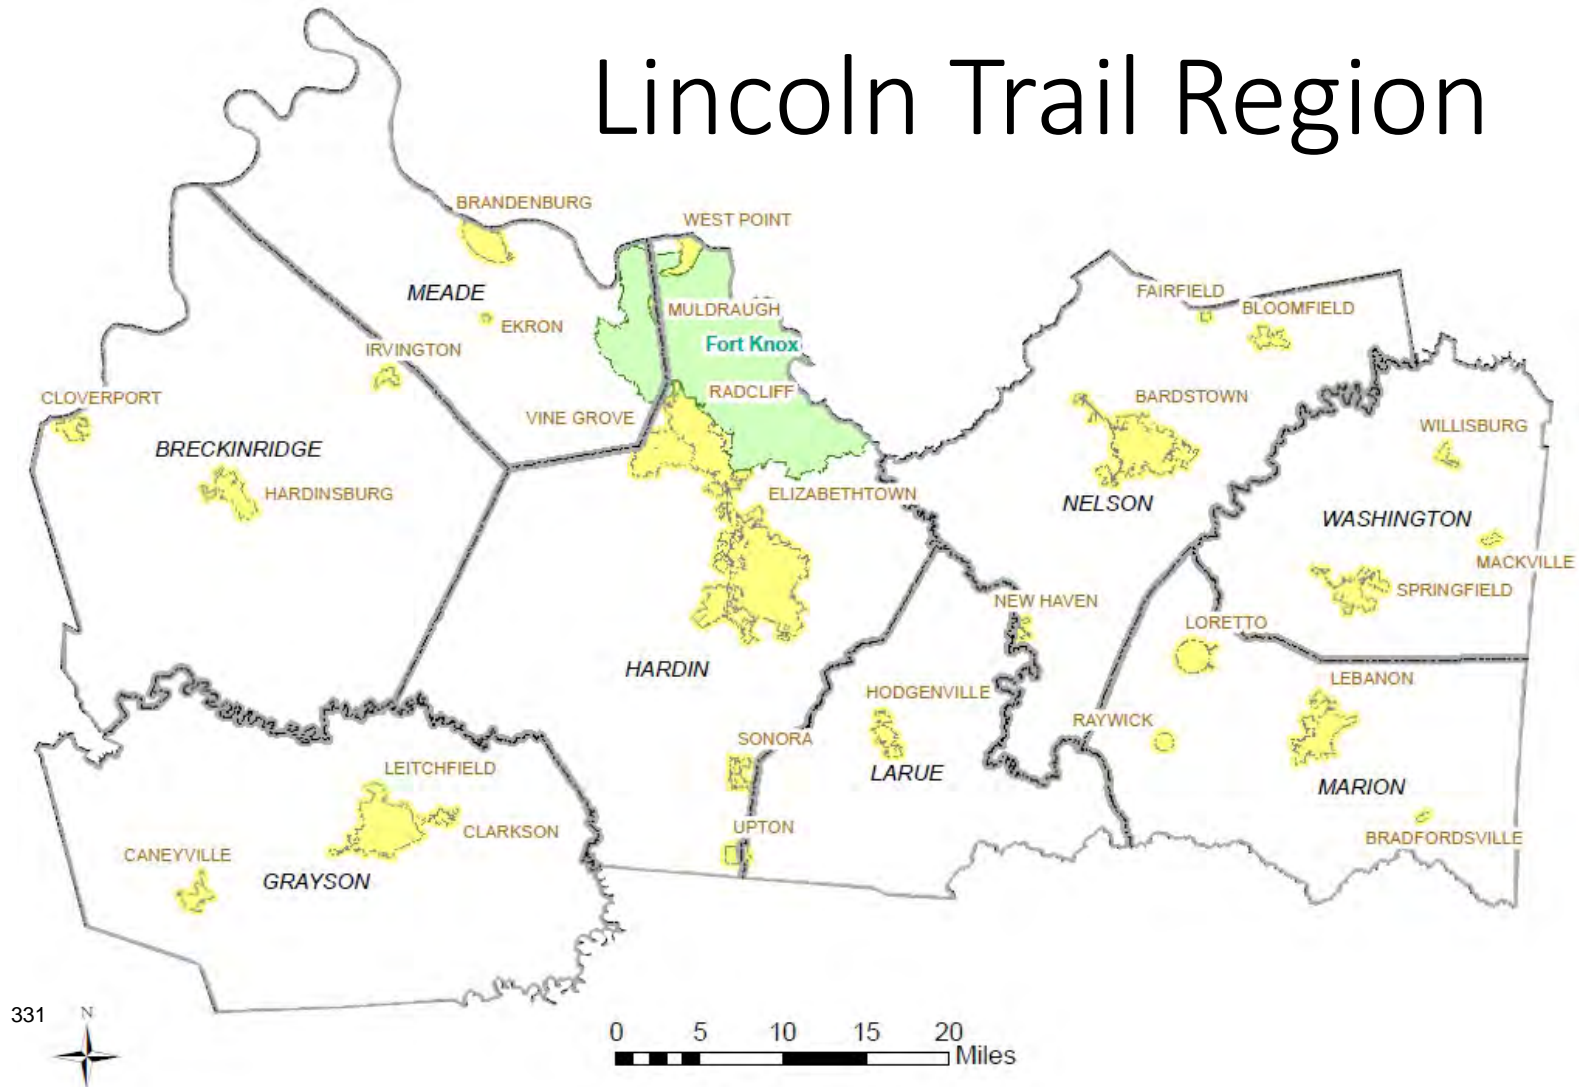 Lincoln Trail Region
BRANDENBURG
WEST POINT
MEADE
FAIRFIELD
BLOOMFIELD
MULDRAUGH
EKRON
Fort Knox
IRVINGTON
RADCLIFF
CLOVERPORT
BARDSTOWN
VINE GROVE
WILLISBURG
BRECKINRIDGE
HARDINSBURG
ELIZABETHTOWN
NELSON
WASHINGTON
MACKVILLE
SPRINGFIELD
NEW HAVEN
LORETTO
HARDIN
LEBANON
HODGENVILLE
RAYWICK
SONORA
LEITCHFIELD
LARUE
MARION
UPTON
CLARKSON
BRADFORDSVILLE
CANEYVILLE
GRAYSON
331
N
0 5 10 15 20
Miles